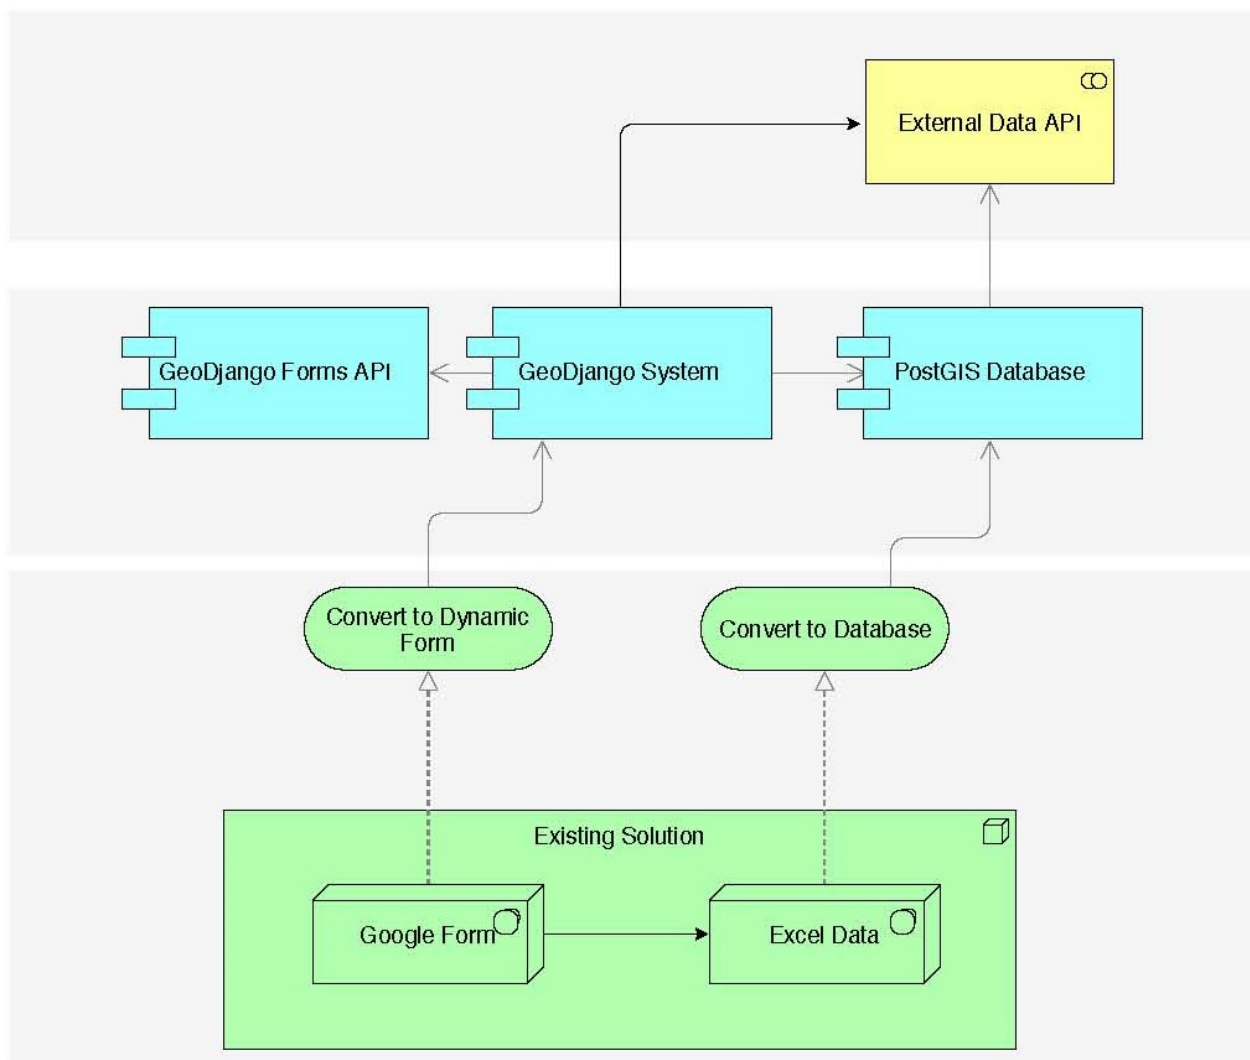 External Data API
GeoDjango Forms API
GeoDjango System
PostGIS Database
Convert to Dynamic
Form
Convert to Database
Existing Solution
Google Form
Excel Data